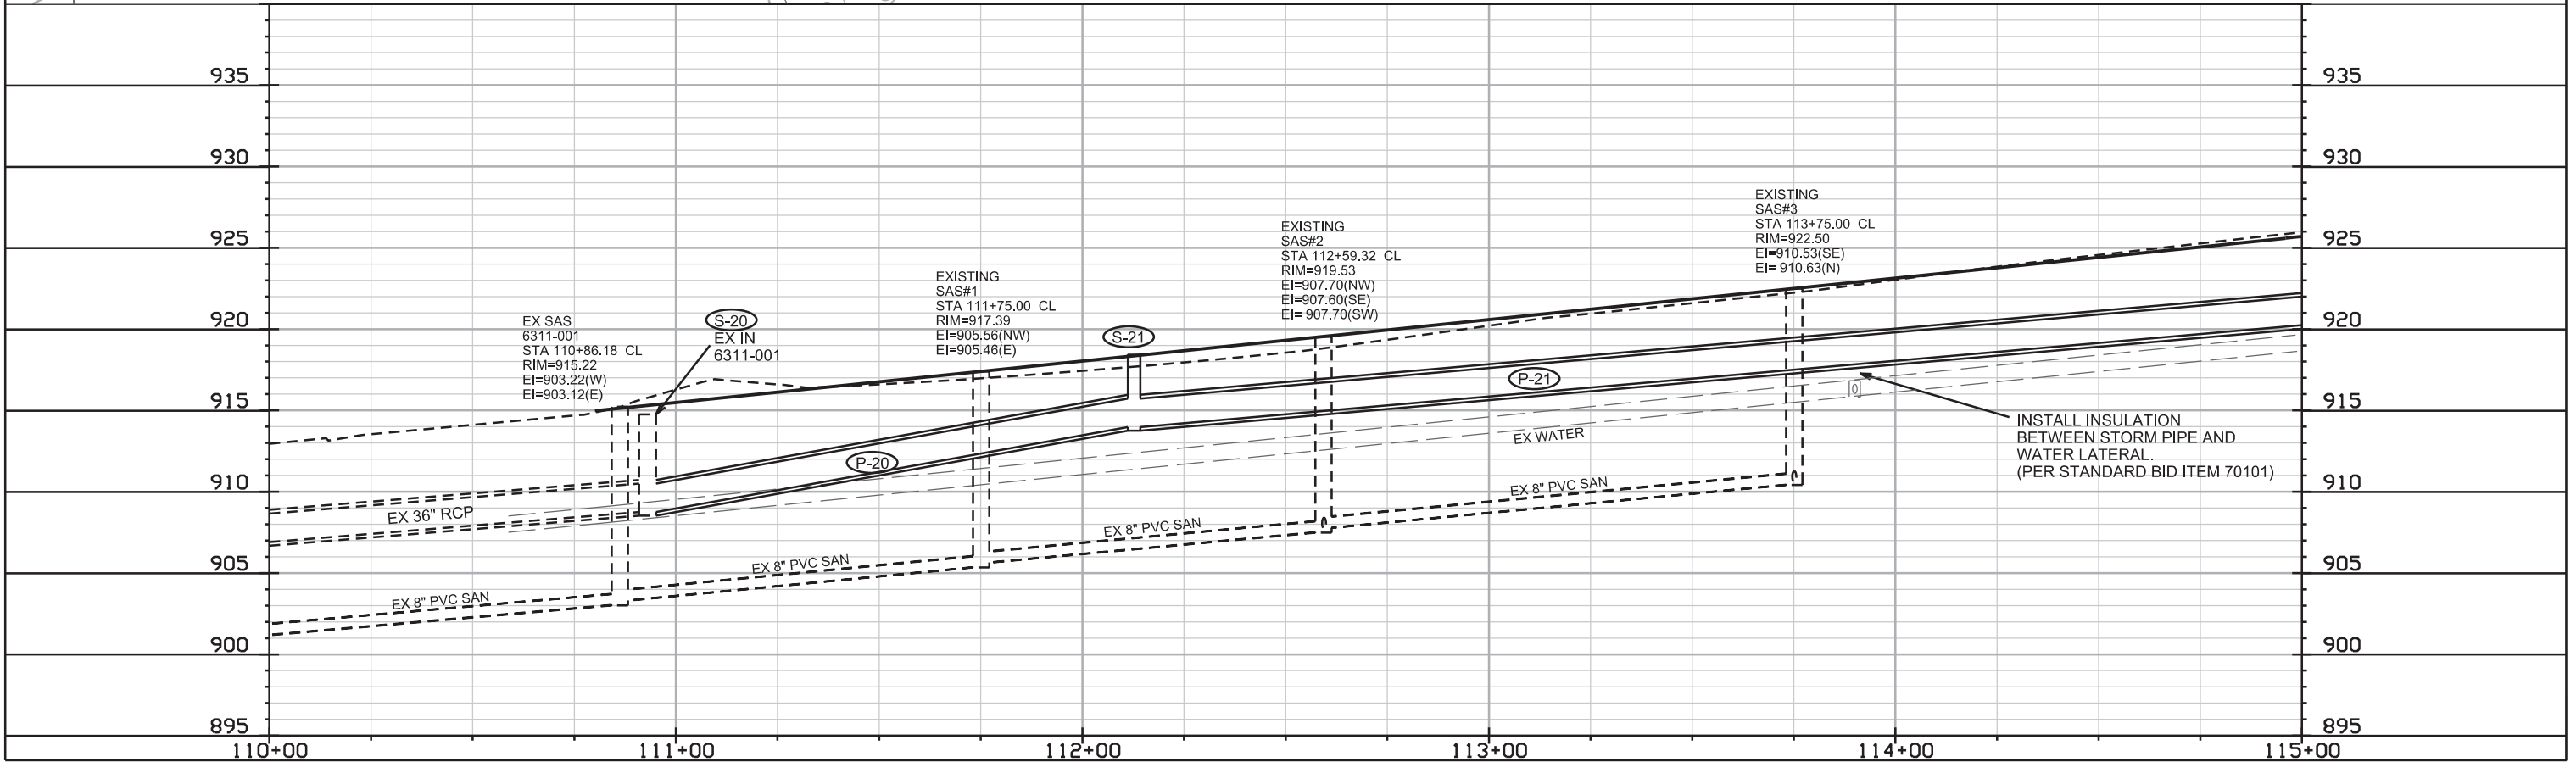 935
935
930
930
925
925
920
920
915
915
910
910
905
905
900
900
895
895
110+00
111+00
112+00
113+00
114+00
115+00
EX SAS
6311-001
STA 110+86.18 CL
RIM=915.22
EI=903.22(W)
EI=903.12(E)
S-20
EX IN
6311-001
EXISTING
SAS#1
STA 111+75.00 CL
RIM=917.39
EI=905.56(NW)
EI=905.46(E)
S-21
EXISTING
SAS#2
STA 112+59.32 CL
RIM=919.53
EI=907.70(NW)
EI=907.60(SE)
EI= 907.70(SW)
EXISTING
SAS#3
STA 113+75.00 CL
RIM=922.50
EI=910.53(SE)
EI= 910.63(N)
P-20
P-21
EX WATER
INSTALL INSULATION
BETWEEN STORM PIPE AND
WATER LATERAL.
(PER STANDARD BID ITEM 70101)
EX 36" RCP
EX 8" PVC SAN
EX 8" PVC SAN
EX 8" PVC SAN
EX 8" PVC SAN